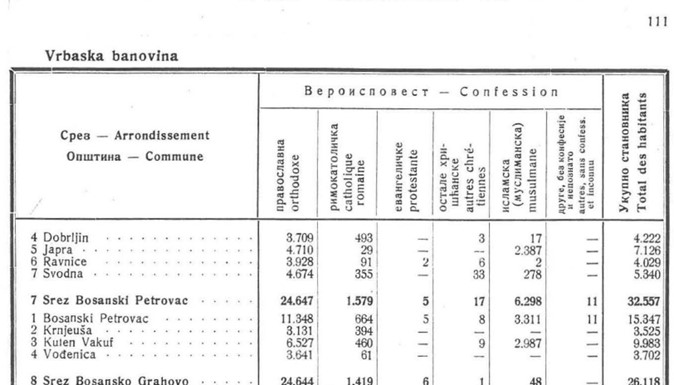 111
Vrbaska banovina
Вероисповест — Confession
Срез — Arrondissement
Општина — Commune
православна
orthodoxe
римокатоличка
catholique
romaine
евангеличке
protestante
остале хри-
шћанске
autres chré-
tiennes
исламска
(муслиманска)
musulmane
друге, без конфесије
и непознато
autres, sans confess.
et inconnu
Укупно становника
Total des habitants
4 Dobrljin 3.709 493 — 3 17 — 4.222
5 Japra 4.710 29 — — 2.387 — 7.126
6 Ravnice 3.928 91 2 6 2 — 4.029
7 Svodna 4.674 355 — 33 278 — 5.340
7 Srez Bosanski Petrovac 24.647 1.579 5 17 6.298 11 32.557
1 Bosanski Petrovac 11.348 664 5 8 3.311 11 15.347
2 Krnjeuša 3.131 394 — — — — 3.525
3 Kulen Vakuf 6.527 460 — 9 2.987 — 9.983
4 Vođenica 3.641 61 — — — — 3.702
8 Srez Bosansko Grahovo 24.644 1.419 6 1 48 — 26.118